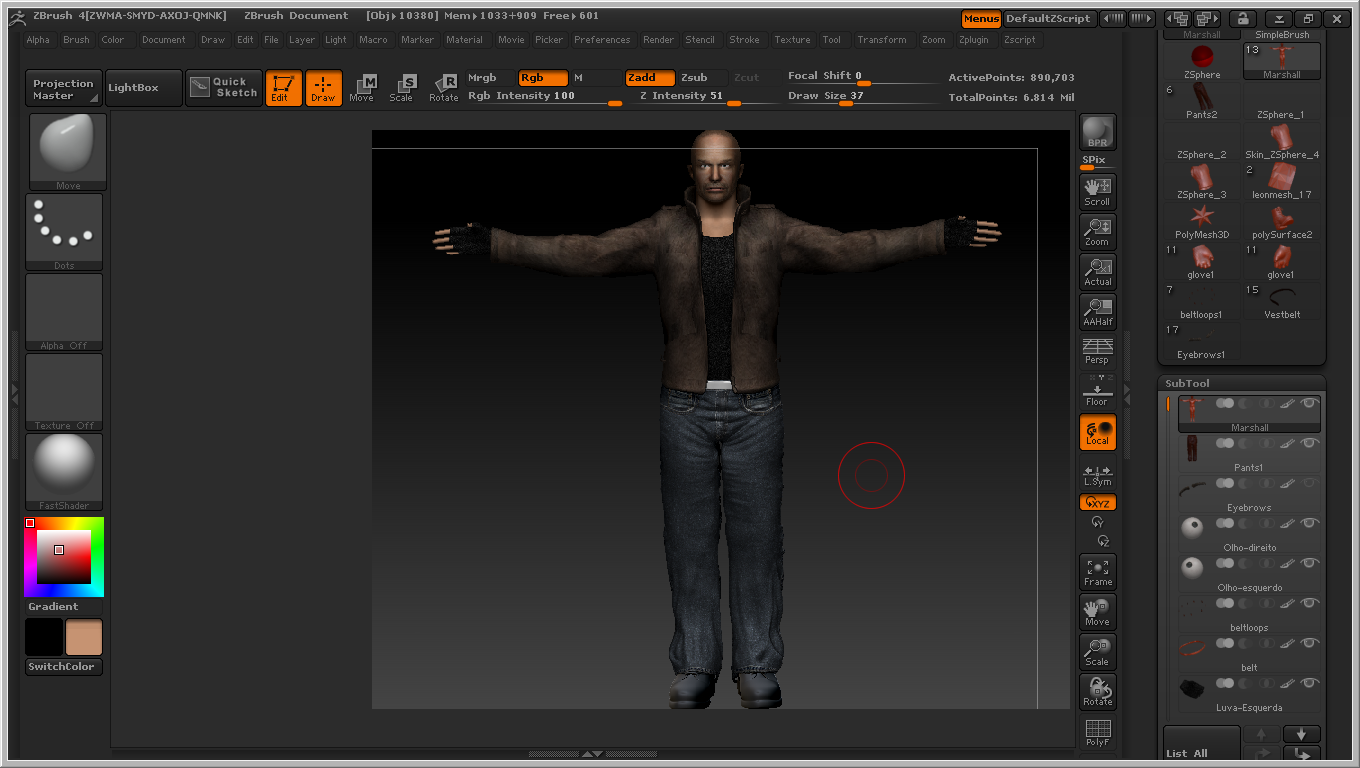 ZBrush 4[ZWMA-SMYD-AXOJ-QMNK] ZBrush Document [Obj▸10380] Mem▸1033+909 Free▸601 Menus DefaultZScript
Alpha Brush Color Document Draw Edit File Layer Light Macro Marker Material Movie Picker Preferences Render Stencil Stroke Texture Tool Transform Zoom Zplugin Zscript
Projection Master
LightBox
Quick Sketch
Edit
Draw
Move
Scale
Rotate
Mrgb Rgb M
Rgb Intensity 100
Zadd Zsub Zcut
Z Intensity 51
Focal Shift 0
Draw Size 37
ActivePoints: 890,703
TotalPoints: 6.814 Mil
Move
Dots
Alpha Off
Texture Off
FastShader
Gradient
SwitchColor
BPR
SPix
Scroll
Zoom
Actual
AAHalf
Persp
Floor
Local
L.Sym
XYZ
Y
Z
Frame
Move
Scale
Rotate
PolyF
Marshall SimpleBrush
13
ZSphere Marshall
6
Pants2 ZSphere_1
ZSphere_2 Skin_ZSphere_4
2
ZSphere_3 leonmesh_17
PolyMesh3D polySurface2
11 11
glove1 glove1
7 15
beltloops1 Vestbelt
17
Eyebrows1
SubTool
Marshall
Pants1
Eyebrows
Olho-direito
Olho-esquerdo
beltloops
belt
Luva-Esquerda
List All